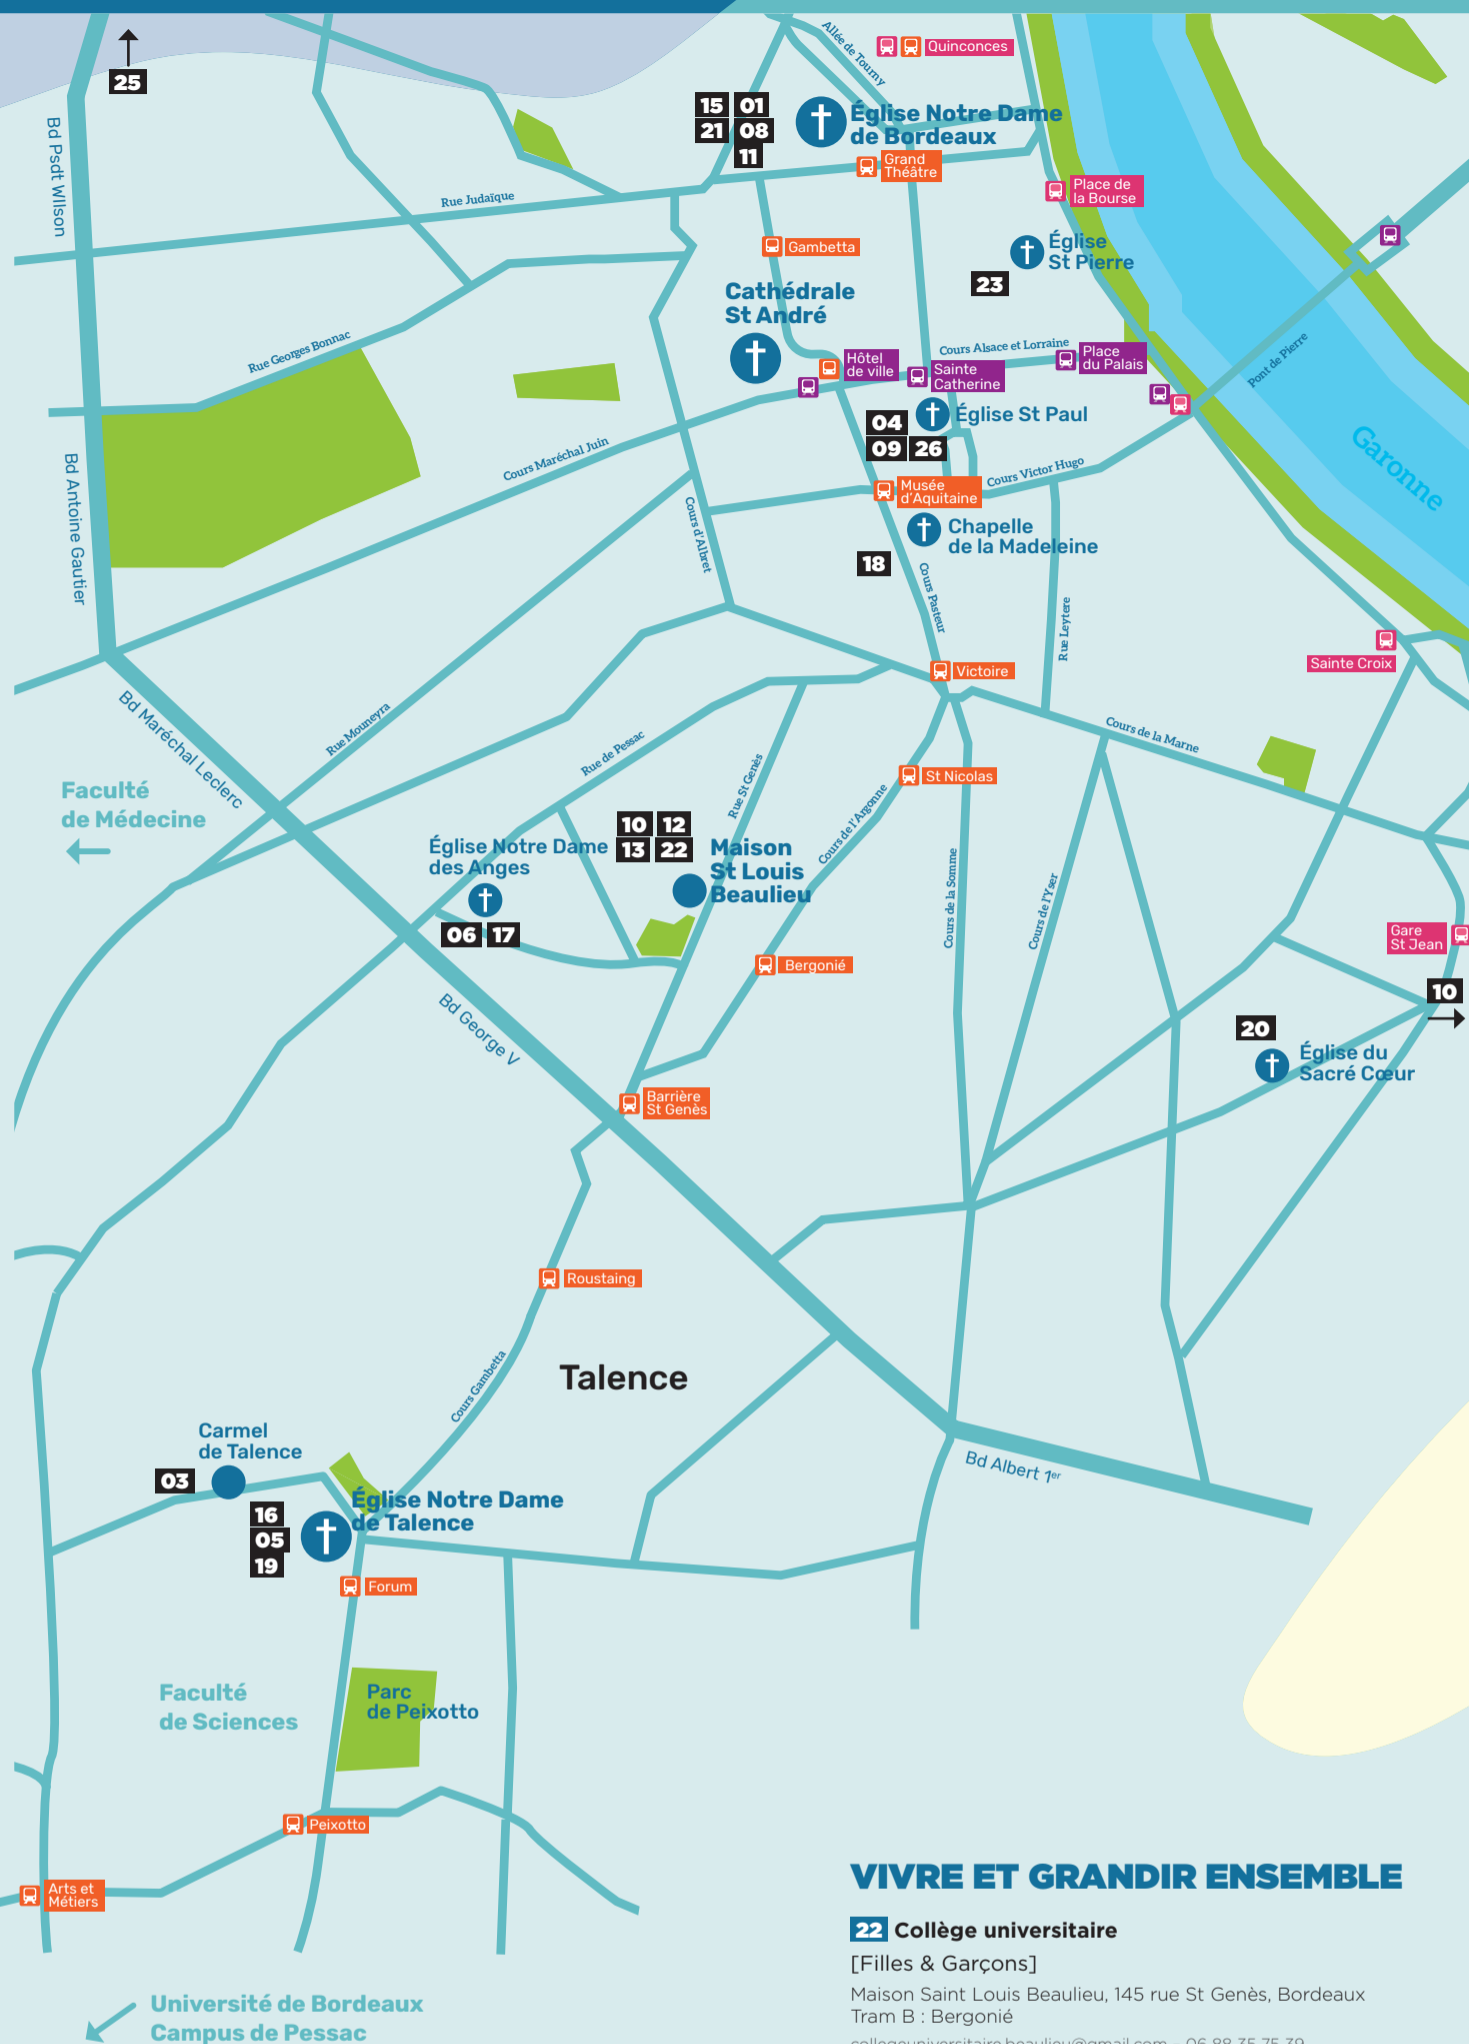 25
Bd Psdt WIlson
Allée de Tourny
Quinconces
15 01
21 08
11
Église Notre Dame
de Bordeaux
Grand
Théâtre
Rue Judaïque
Place de
la Bourse
Gambetta
Église
St Pierre
23
Cathédrale
St André
Rue Georges Bonnac
Hôtel
de ville
Cours Alsace et Lorraine
Sainte
Catherine
Place
du Palais
Pont de Pierre
Garonne
04
09 26
Église St Paul
Cours Maréchal Juin
Bd Antoine Gautier
Cours d'Albret
Musée
d'Aquitaine
Cours Victor Hugo
Chapelle
de la Madeleine
18
Cours Pasteur
Rue Leytere
Sainte Croix
Victoire
Bd Maréchal Leclerc
Rue Mouneyra
Rue de Pessac
Cours de la Marne
St Nicolas
Rue St Genès
Cours de l'Argonne
Faculté
de Médecine
Église Notre Dame
des Anges
06 17
10 12
13 22
Maison
St Louis
Beaulieu
Cours de la Somme
Cours de l'Yser
Gare
St Jean
10
Bergonié
20
Église du
Sacré Cœur
Bd George V
Barrière
St Genès
Roustaing
Cours Gambetta
Talence
Carmel
de Talence
03
Bd Albert 1er
16
05
19
Église Notre Dame
de Talence
Forum
Faculté
de Sciences
Parc
de Peixotto
Peixotto
Arts et
Métiers
Université de Bordeaux
Campus de Pessac
VIVRE ET GRANDIR ENSEMBLE
22 Collège universitaire
[Filles & Garçons]
Maison Saint Louis Beaulieu, 145 rue St Genès, Bordeaux
Tram B : Bergonié
collegeuniversitaire.beaulieu@gmail.com – 06 88 35 75 39